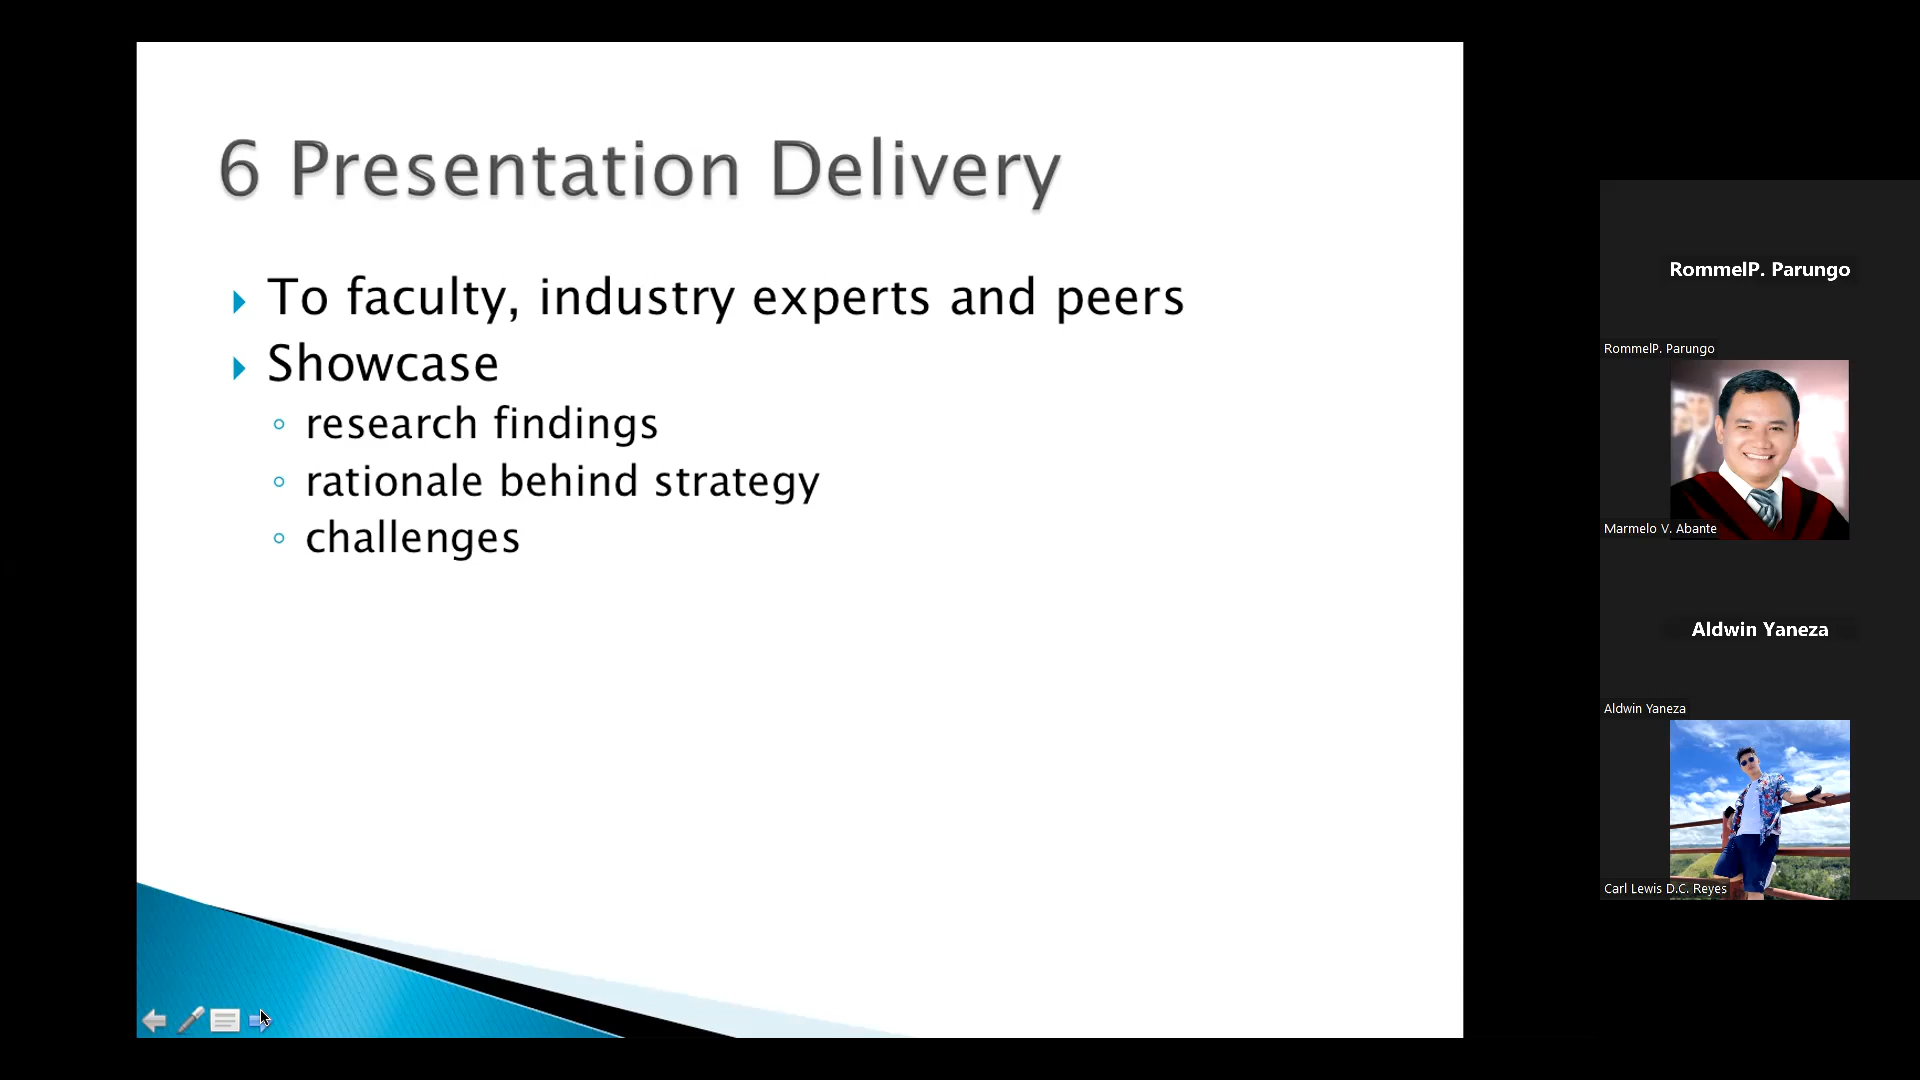 6 Presentation Delivery
To faculty, industry experts and peers
Showcase
research findings
rationale behind strategy
challenges
RommelP. Parungo
RommelP. Parungo
Marmelo V. Abante
Aldwin Yaneza
Aldwin Yaneza
Carl Lewis D.C. Reyes